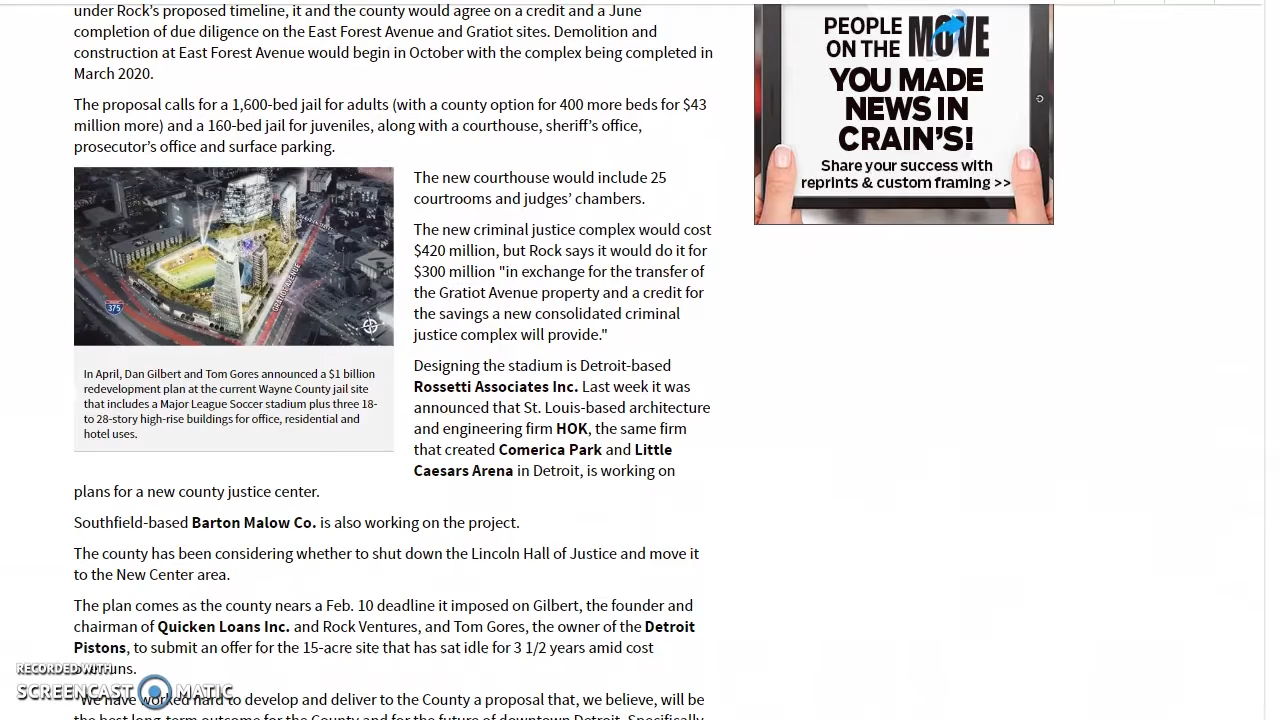 under Rock’s proposed timeline, it and the county would agree on a credit and a June
completion of due diligence on the East Forest Avenue and Gratiot sites. Demolition and
construction at East Forest Avenue would begin in October with the complex being completed in
March 2020.
The proposal calls for a 1,600-bed jail for adults (with a county option for 400 more beds for $43
million more) and a 160-bed jail for juveniles, along with a courthouse, sheriff’s office,
prosecutor’s office and surface parking.
375
GRATIOT AVENUE
In April, Dan Gilbert and Tom Gores announced a $1 billion
redevelopment plan at the current Wayne County jail site
that includes a Major League Soccer stadium plus three 18-
to 28-story high-rise buildings for office, residential and
hotel uses.
The new courthouse would include 25
courtrooms and judges’ chambers.
The new criminal justice complex would cost
$420 million, but Rock says it would do it for
$300 million "in exchange for the transfer of
the Gratiot Avenue property and a credit for
the savings a new consolidated criminal
justice complex will provide."
Designing the stadium is Detroit-based
Rossetti Associates Inc. Last week it was
announced that St. Louis-based architecture
and engineering firm HOK, the same firm
that created Comerica Park and Little
Caesars Arena in Detroit, is working on
plans for a new county justice center.
Southfield-based Barton Malow Co. is also working on the project.
The county has been considering whether to shut down the Lincoln Hall of Justice and move it
to the New Center area.
The plan comes as the county nears a Feb. 10 deadline it imposed on Gilbert, the founder and
chairman of Quicken Loans Inc. and Rock Ventures, and Tom Gores, the owner of the Detroit
Pistons, to submit an offer for the 15-acre site that has sat idle for 3 1/2 years amid cost
"We have worked hard to develop and deliver to the County a proposal that, we believe, will be
the best long-term outcome for the County and for the future of downtown Detroit. Specifically,
PEOPLE
ON THE MOVE
YOU MADE
NEWS IN
CRAIN'S!
Share your success with
reprints & custom framing >>
RECORDED WITH
SCREENCAST MATIC